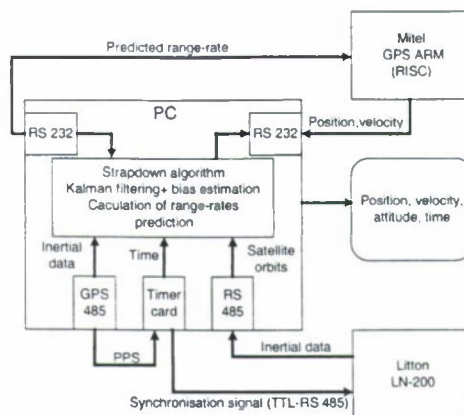 Predicted range-rate
Mitel
GPS ARM
(RISC)
PC
RS 232
RS 232
Position,velocity
Strapdown algorithm
Kalman filtering+ bias estimation
Caculation of range-rates
prediction
Position, velocity,
attitude, time
Inertial
data
Time
Satellite
orbits
GPS
485
Timer
card
RS
485
PPS
Inertial data
Litton
LN-200
Synchronisation signal (TTL-RS 485)